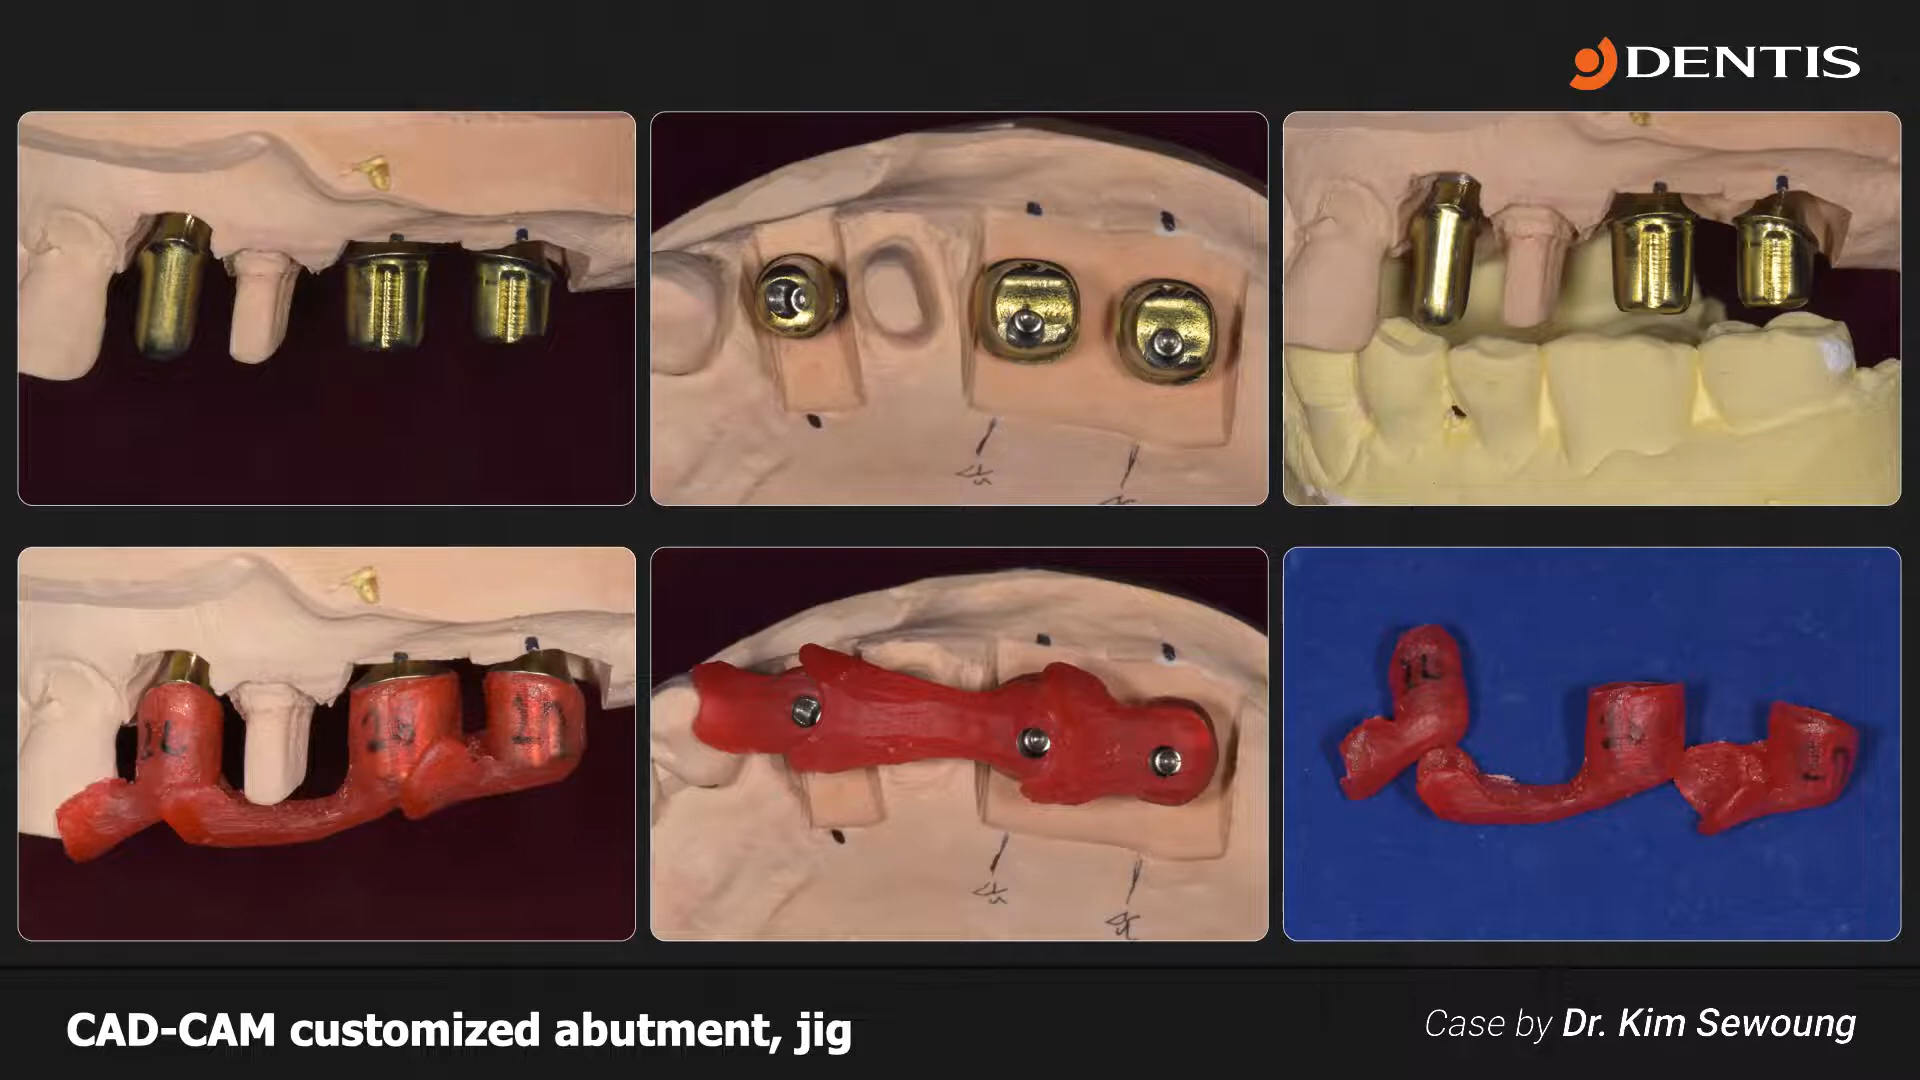 DENTIS
CAD-CAM customized abutment, jig
Case by Dr. Kim Sewoung